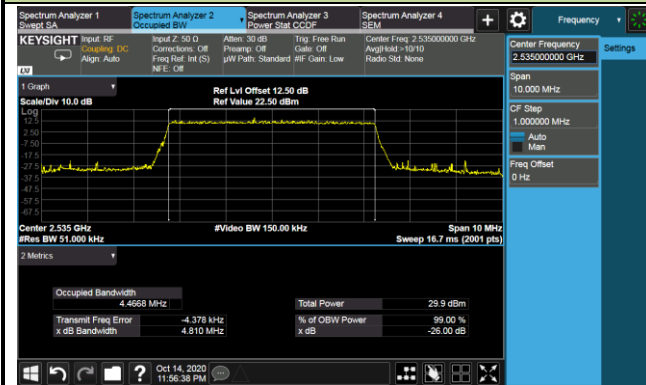 Spectrum Analyzer 1
Swept SA
Spectrum Analyzer 2
Occupied BW
Spectrum Analyzer 3
Power Stat CCDF
Spectrum Analyzer 4
SEM
+
Frequency
KEYSIGHT
Input: RF
Coupling: DC
Align: Auto
Input Z: 50 Ω
Corrections: Off
Freq Ref: Int (S)
NFE: Off
Atten: 30 dB
Preamp: Off
µW Path: Standard
Trig: Free Run
Gate: Off
#IF Gain: Low
Center Freq: 2.535000000 GHz
Avg|Hold:>10/10
Radio Std: None
LXI
Center Frequency
2.535000000 GHz
Settings
Span
10.000 MHz
CF Step
1.000000 MHz
Auto
Man
Freq Offset
0 Hz
1 Graph
Scale/Div 10.0 dB
Ref Lvl Offset 12.50 dB
Ref Value 22.50 dBm
Log
12.5
2.50
-7.50
-17.5
-27.5
-37.5
-47.5
-57.5
-67.5
Center 2.535 GHz
#Res BW 51.000 kHz
#Video BW 150.00 kHz
Span 10 MHz
Sweep 16.7 ms (2001 pts)
2 Metrics
Occupied Bandwidth
4.4668 MHz
Total Power
29.9 dBm
Transmit Freq Error
-4.378 kHz
% of OBW Power
99.00 %
x dB Bandwidth
4.810 MHz
x dB
-26.00 dB
?
Oct 14, 2020
11:56:38 PM